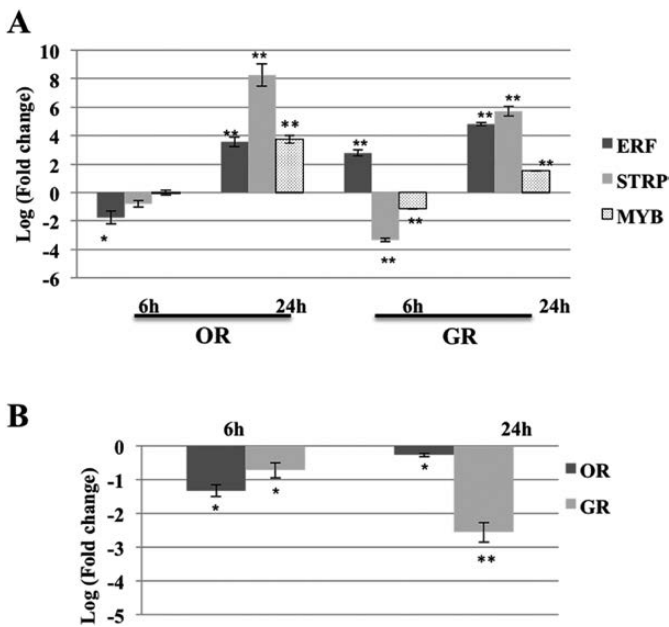 A
Log (Fold change)
10
8
6
4
2
0
-2
-4
-6
*
**
**
**
**
**
**
**
**
**
6h
24h
6h
24h
OR
GR
ERF
STRP
MYB
B
6h
24h
Log (Fold change)
0
-1
-2
-3
-4
-5
*
*
*
**
OR
GR